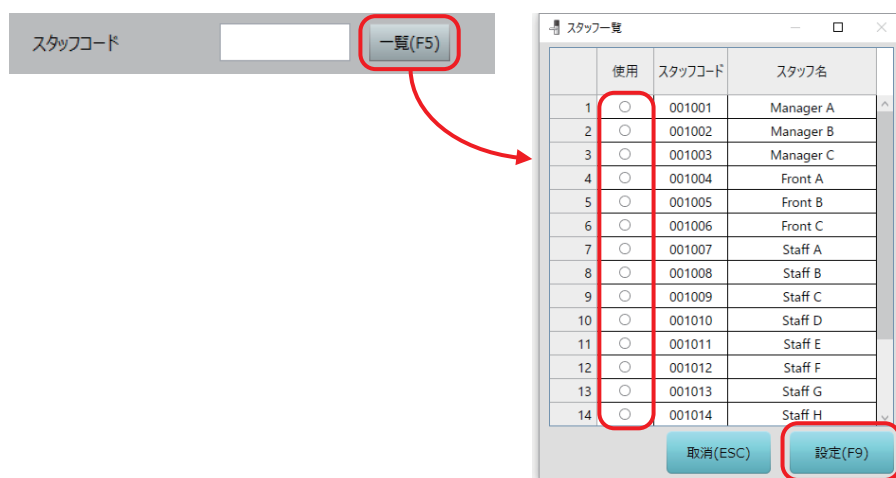 スタッフコード 一覧(F5)
スタッフ一覧
使用 スタッフコード スタッフ名
1 001001 Manager A
2 001002 Manager B
3 001003 Manager C
4 001004 Front A
5 001005 Front B
6 001006 Front C
7 001007 Staff A
8 001008 Staff B
9 001009 Staff C
10 001010 Staff D
11 001011 Staff E
12 001012 Staff F
13 001013 Staff G
14 001014 Staff H
取消(ESC) 設定(F9)